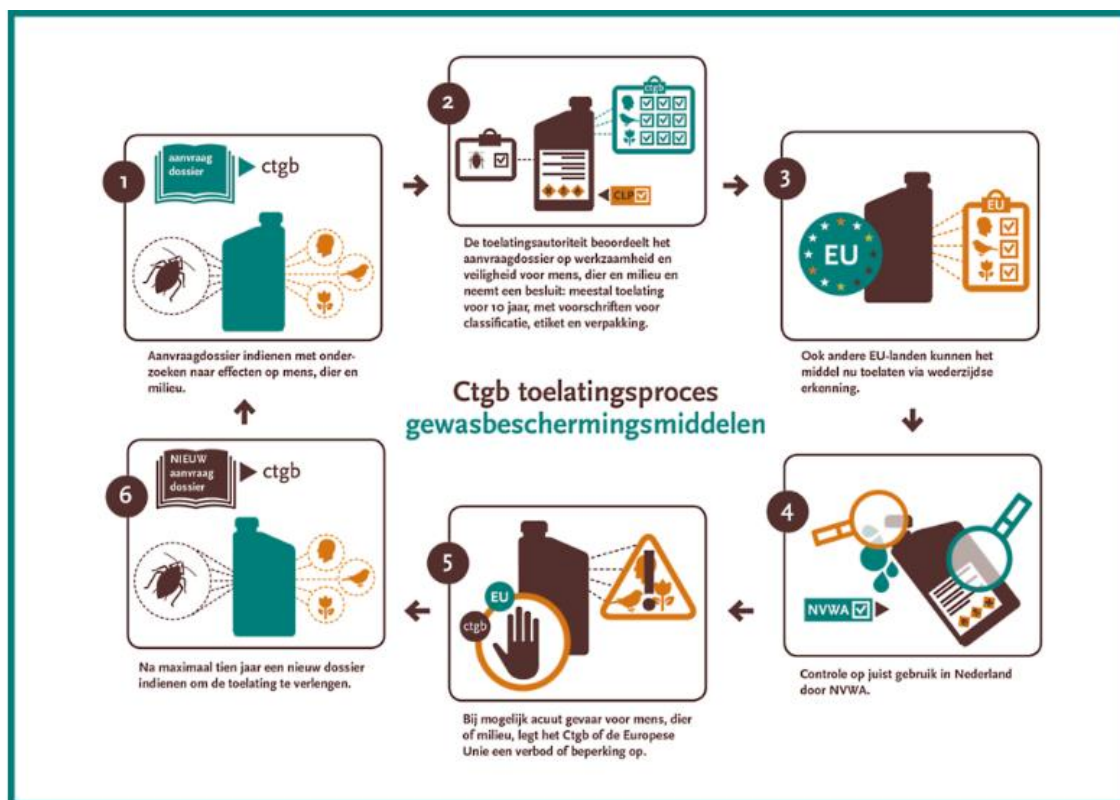 1
aanvraag
dossier
ctgb
Aanvraagdossier indienen met onder-
zoeken naar effecten op mens, dier en
milieu.
2
ctgb
CLP
De toelatingsautoriteit beoordeelt het
aanvraagdossier op werkzaamheid en
veiligheid voor mens, dier en milieu en
neemt een besluit: meestal toelating
voor 10 jaar, met voorschriften voor
classificatie, etiket en verpakking.
3
EU
EU
Ook andere EU-landen kunnen het
middel nu toelaten via wederzijdse
erkenning.
Ctgb toelatingsproces
gewasbeschermingsmiddelen
4
NVWA
Controle op juist gebruik in Nederland
door NVWA.
5
EU
ctgb
Bij mogelijk acuut gevaar voor mens, dier
of milieu, legt het Ctgb of de Europese
Unie een verbod of beperking op.
6
NIEUW
aanvraag
dossier
ctgb
Na maximaal tien jaar een nieuw dossier
indienen om de toelating te verlengen.